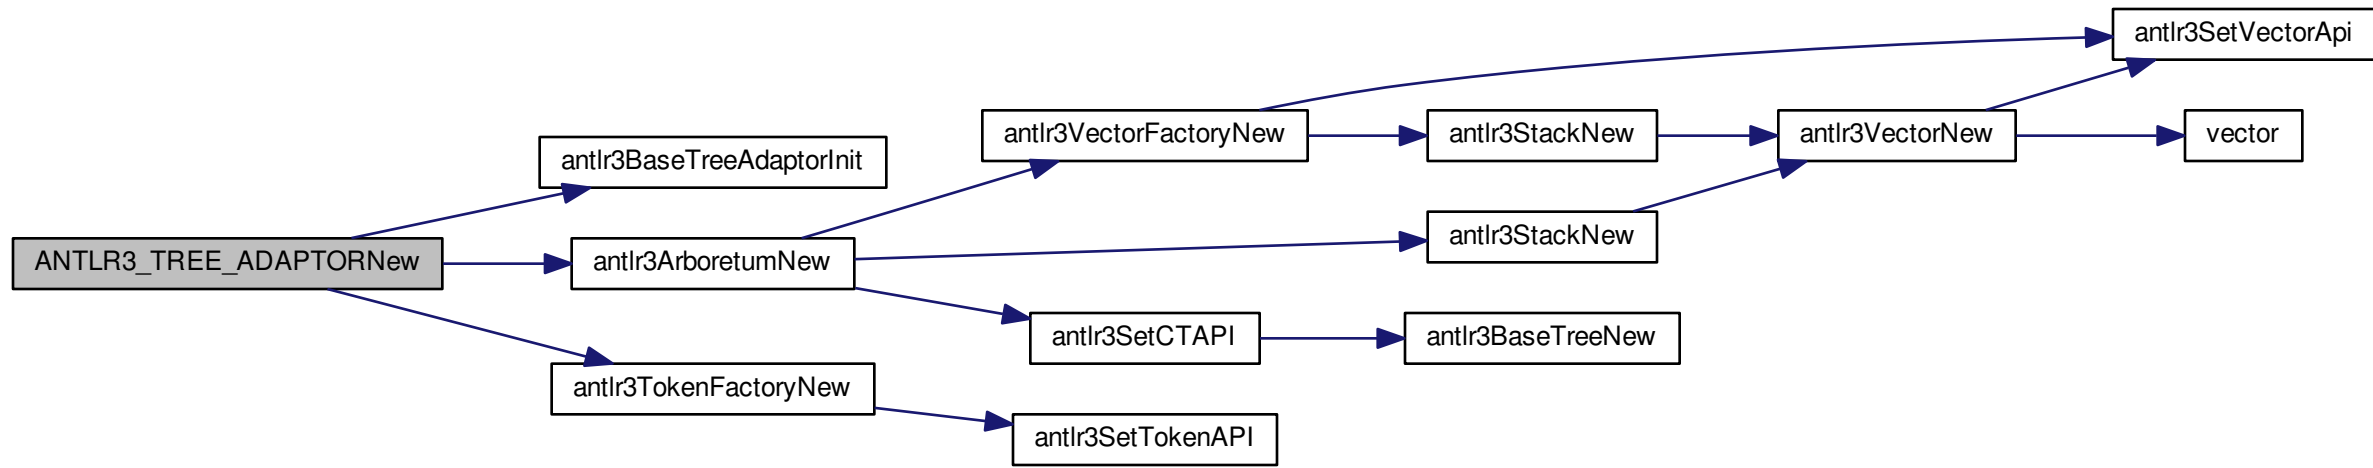 ANTLR3_TREE_ADAPTORNew
antlr3BaseTreeAdaptorInit
antlr3ArboretumNew
antlr3TokenFactoryNew
antlr3VectorFactoryNew
antlr3StackNew
antlr3SetCTAPI
antlr3SetTokenAPI
antlr3StackNew
antlr3BaseTreeNew
antlr3VectorNew
antlr3SetVectorApi
vector